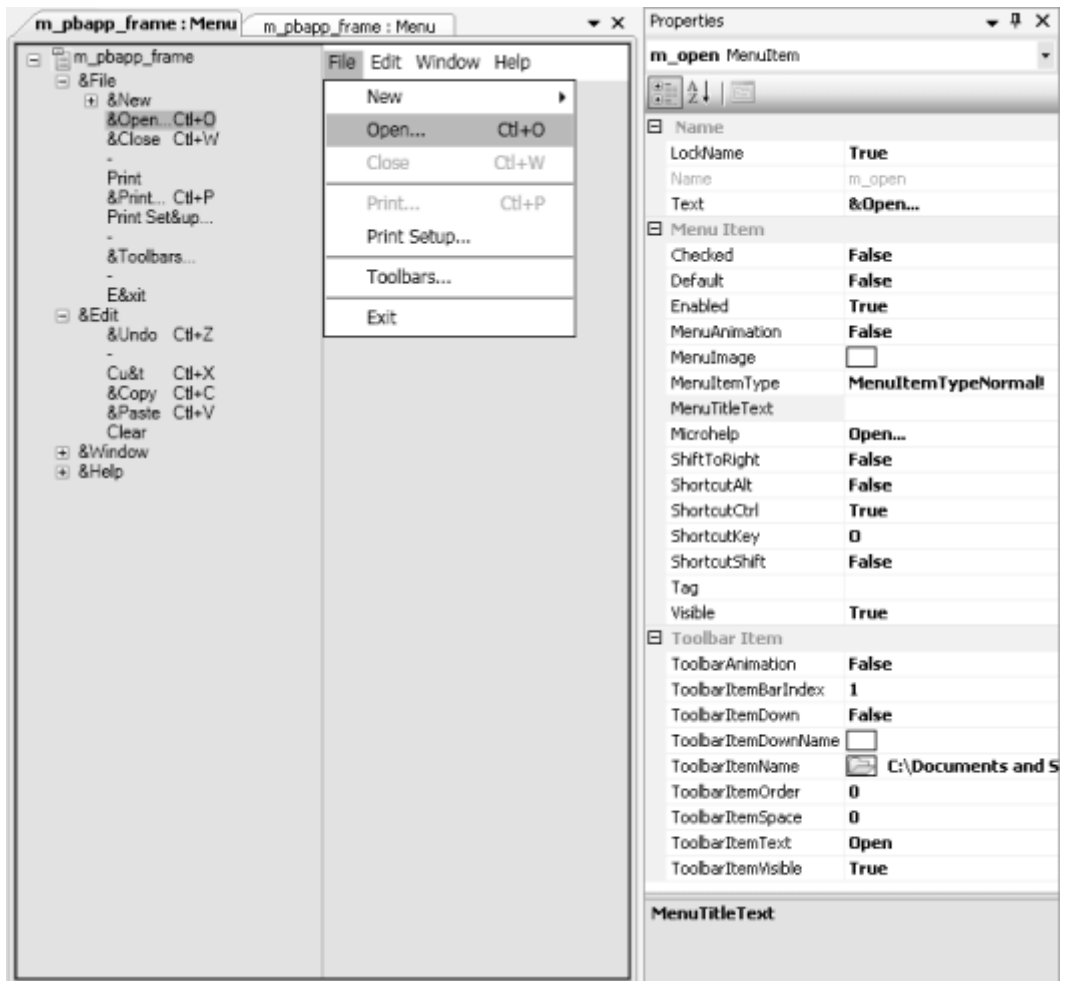 m_pbapp_frame : Menu
m_pbapp_frame : Menu
m_pbapp_frame
&File
&New
&Open... Ctl+O
&Close Ctl+W
-
Print
&Print... Ctl+P
Print Set&up...
-
&Toolbars...
-
E&xit
&Edit
&Undo Ctl+Z
-
Cu&t Ctl+X
&Copy Ctl+C
&Paste Ctl+V
Clear
&Window
&Help
File Edit Window Help
New
Open... Ctl+O
Close Ctl+W
Print... Ctl+P
Print Setup...
Toolbars...
Exit
Properties
m_open MenuItem
Name
LockName True
Name m_open
Text &Open...
Menu Item
Checked False
Default False
Enabled True
MenuAnimation False
MenuImage
MenuItemType MenuItemTypeNormal!
MenuTitleText
Microhelp Open...
ShiftToRight False
ShortcutAlt False
ShortcutCtrl True
ShortcutKey O
ShortcutShift False
Tag
Visible True
Toolbar Item
ToolbarAnimation False
ToolbarItemBarIndex 1
ToolbarItemDown False
ToolbarItemDownName
ToolbarItemName C:\Documents and S
ToolbarItemOrder 0
ToolbarItemSpace 0
ToolbarItemText Open
ToolbarItemVisible True
MenuTitleText